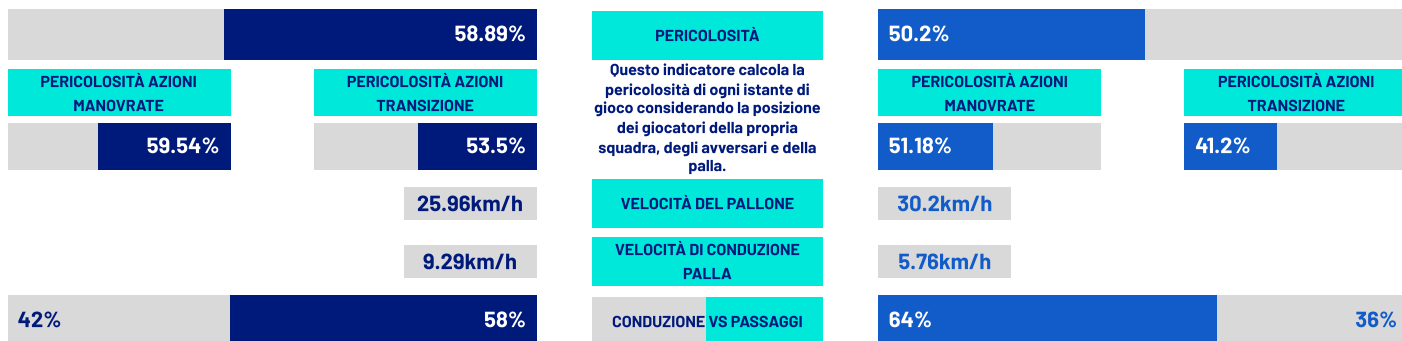 58.89%
PERICOLOSITÀ
50.2%
PERICOLOSITÀ AZIONI
MANOVRATE
PERICOLOSITÀ AZIONI
TRANSIZIONE
Questo indicatore calcola la
pericolosità di ogni istante di
gioco considerando la posizione
dei giocatori della propria
squadra, degli avversari e della
palla.
PERICOLOSITÀ AZIONI
MANOVRATE
PERICOLOSITÀ AZIONI
TRANSIZIONE
59.54%
53.5%
51.18%
41.2%
25.96km/h
VELOCITÀ DEL PALLONE
30.2km/h
9.29km/h
VELOCITÀ DI CONDUZIONE
PALLA
5.76km/h
42%
58%
CONDUZIONE VS PASSAGGI
64%
36%